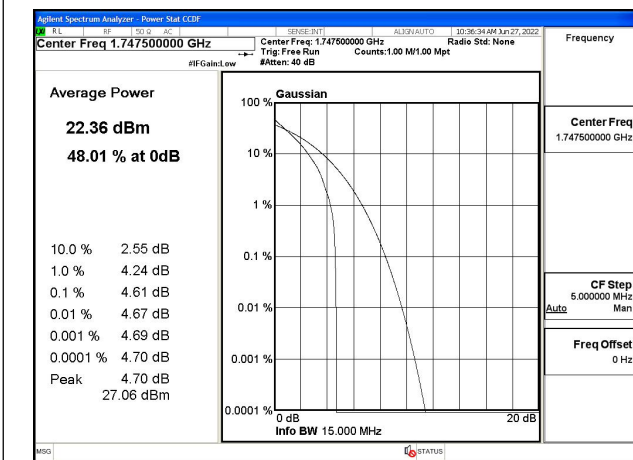 Agilent Spectrum Analyzer - Power Stat CCDF
RL RF 50 Ω AC SENSE:INT ALIGNAUTO 10:36:34 AM Jun 27, 2022
Center Freq 1.747500000 GHz
Center Freq: 1.747500000 GHz Radio Std: None
Trig: Free Run Counts:1.00 M/1.00 Mpt
#IFGain:Low #Atten: 40 dB
Frequency
Average Power
22.36 dBm
48.01 % at 0dB
10.0 % 2.55 dB
1.0 % 4.24 dB
0.1 % 4.61 dB
0.01 % 4.67 dB
0.001 % 4.69 dB
0.0001 % 4.70 dB
Peak 4.70 dB
27.06 dBm
Gaussian
100 %
10 %
1 %
0.1 %
0.01 %
0.001 %
0.0001 %
0 dB 20 dB
Info BW 15.000 MHz
Center Freq
1.747500000 GHz
CF Step
5.000000 MHz
Auto Man
Freq Offset
0 Hz
MSG STATUS